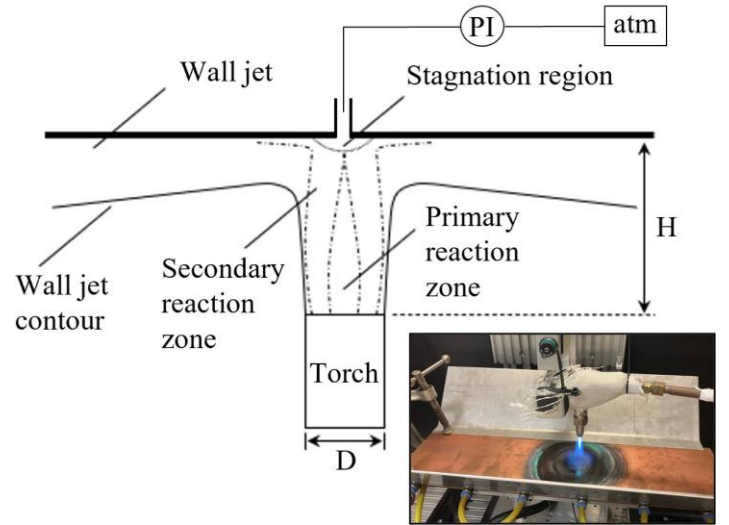 PI
atm
Wall jet
Stagnation region
H
Primary
reaction
zone
Secondary
reaction
zone
Wall jet
contour
Torch
D